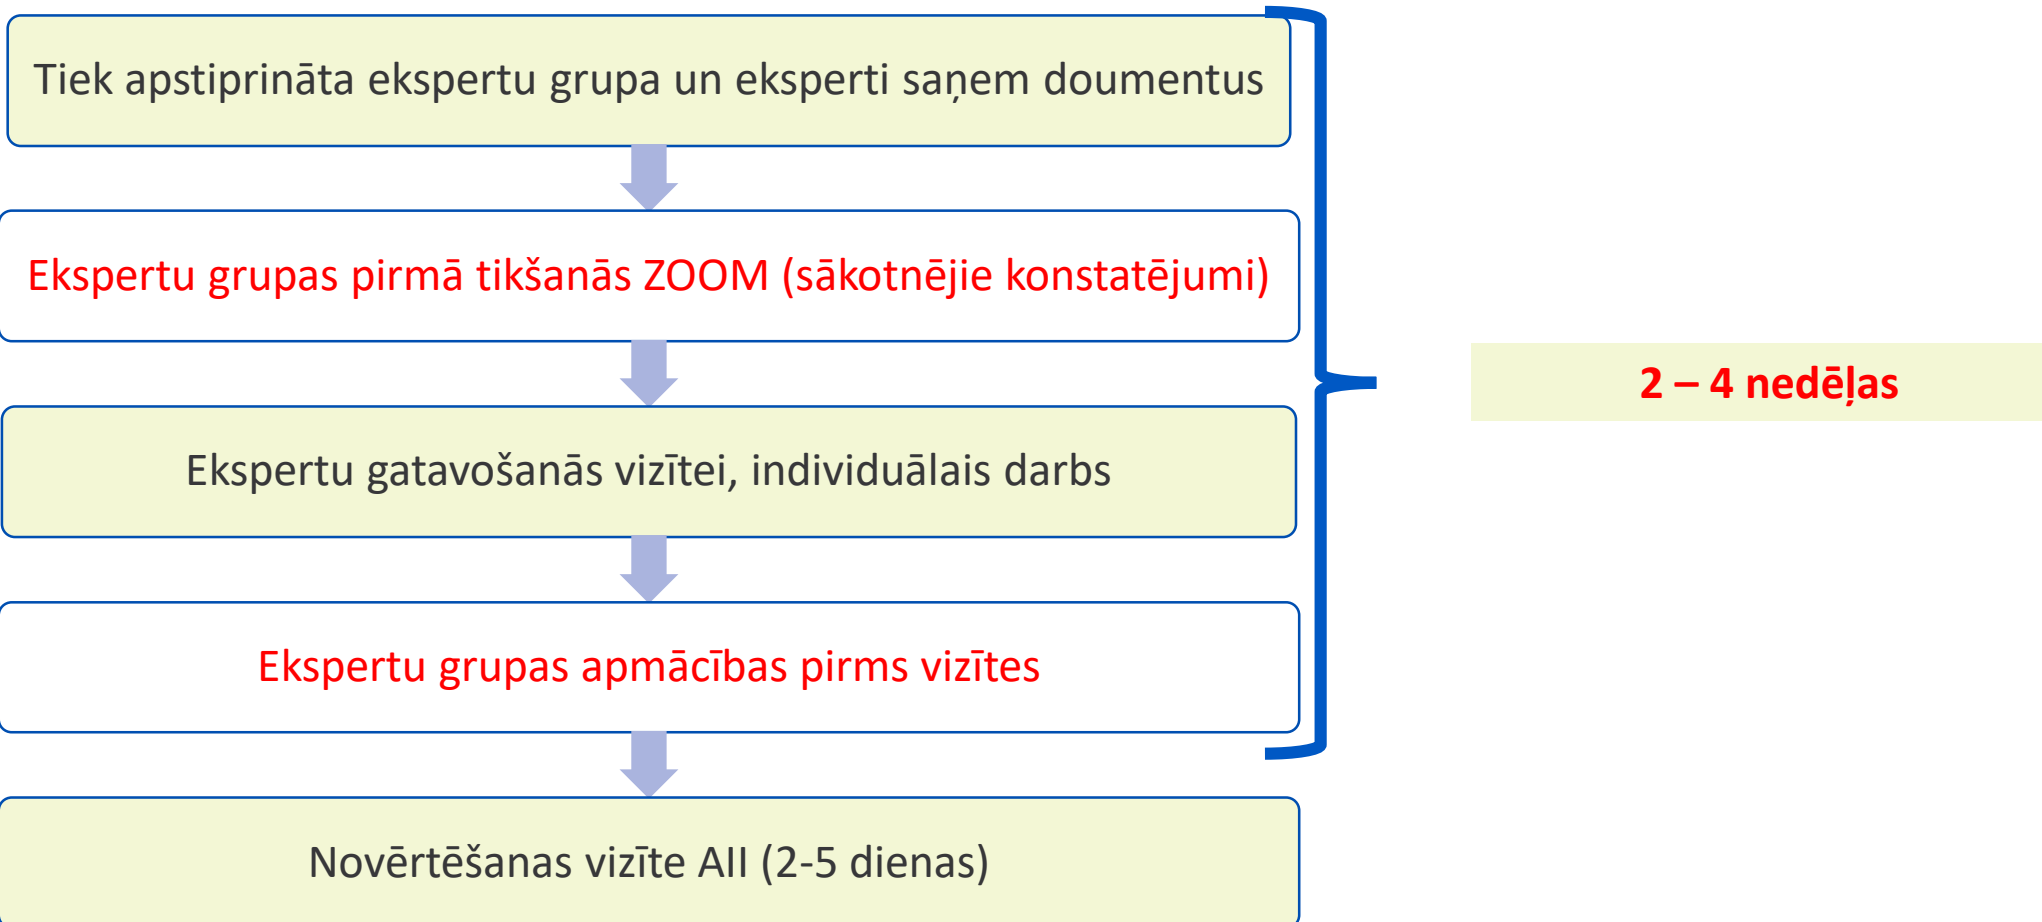 Tiek apstiprināta ekspertu grupa un eksperti saņem doumentus
Ekspertu grupas pirmā tikšanās ZOOM (sākotnējie konstatējumi)
2 – 4 nedēļas
Ekspertu gatavošanās vizītei, individuālais darbs
Ekspertu grupas apmācības pirms vizītes
Novērtēšanas vizīte AII (2-5 dienas)